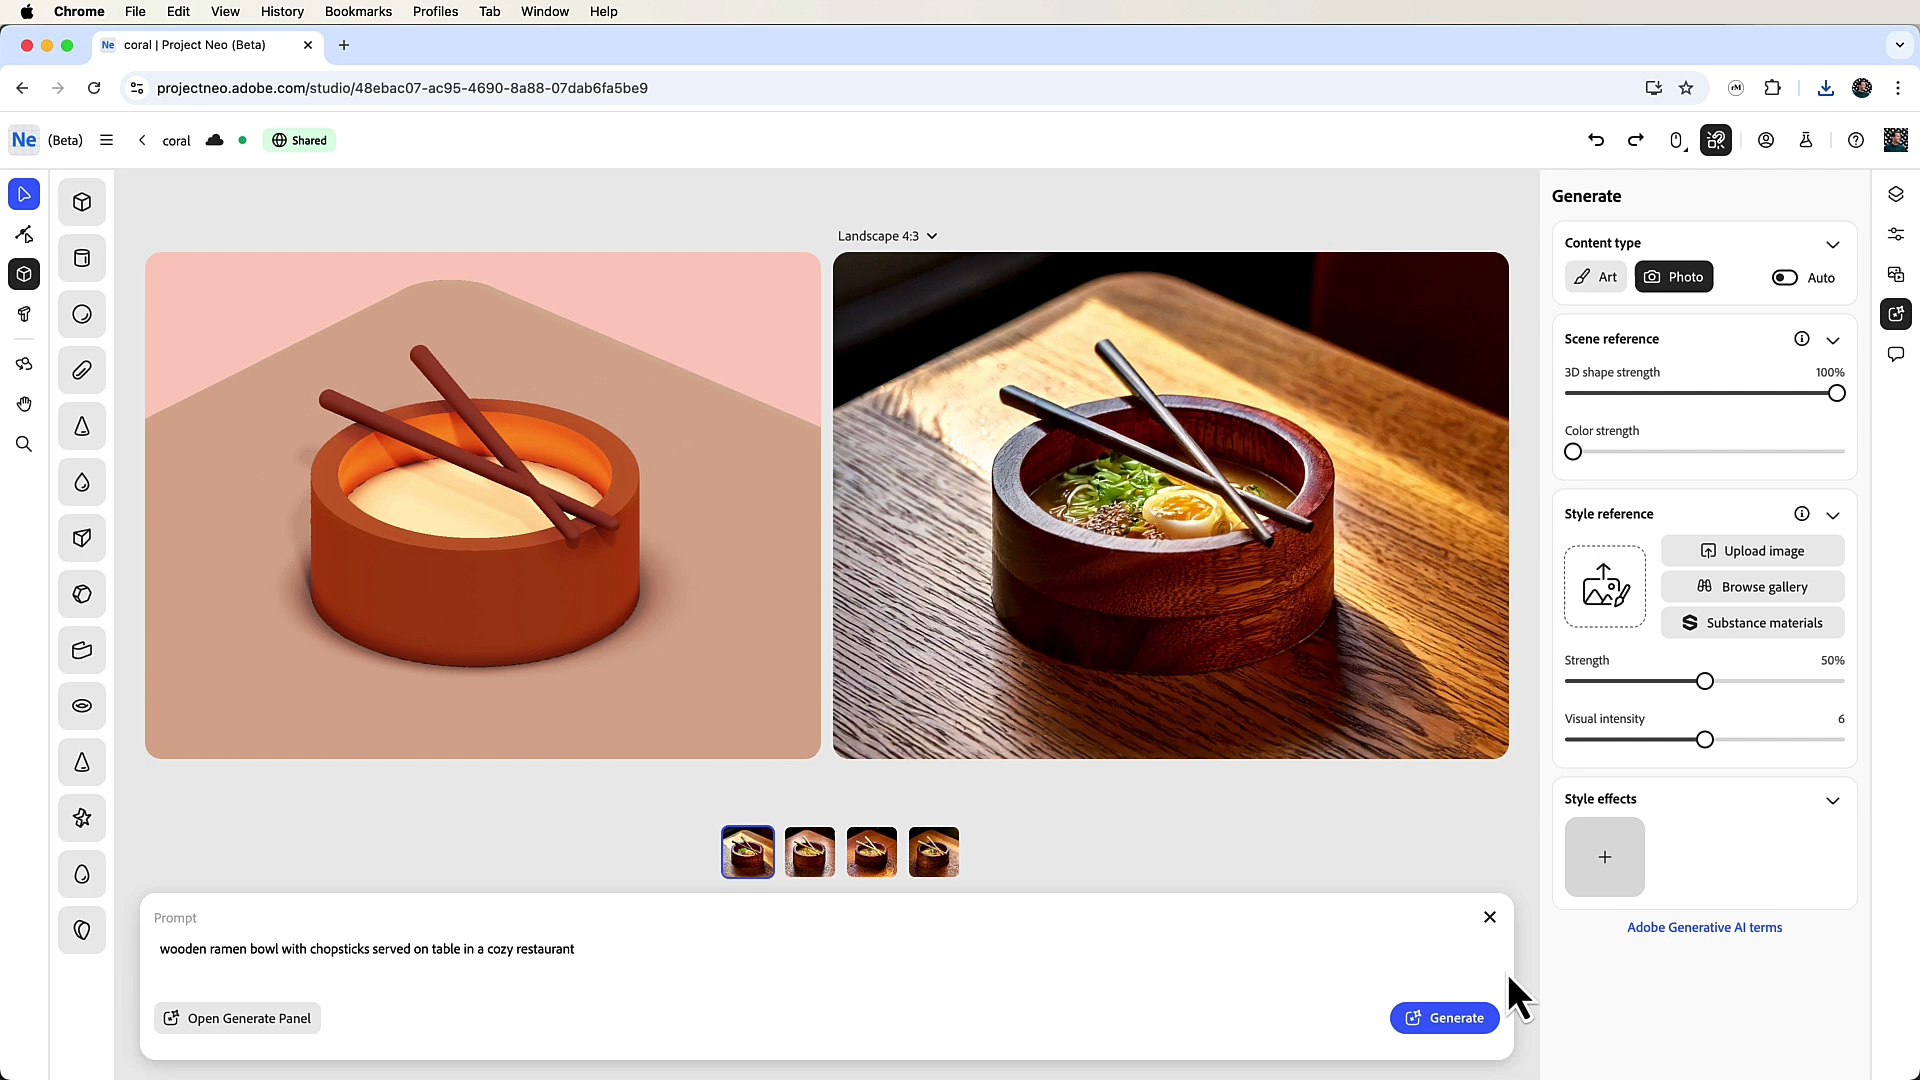 Chrome File Edit View History Bookmarks Profiles Tab Window Help
Ne coral | Project Neo (Beta)
projectneo.adobe.com/studio/48ebac07-ac95-4690-8a88-07dab6fa5be9
rM
Ne (Beta) coral Shared
Generate
Landscape 4:3
Content type
Art Photo Auto
Scene reference
3D shape strength 100%
Color strength
Style reference
Upload image
Browse gallery
Substance materials
Strength 50%
Visual intensity 6
Style effects
Adobe Generative AI terms
Prompt
wooden ramen bowl with chopsticks served on table in a cozy restaurant
Open Generate Panel
Generate